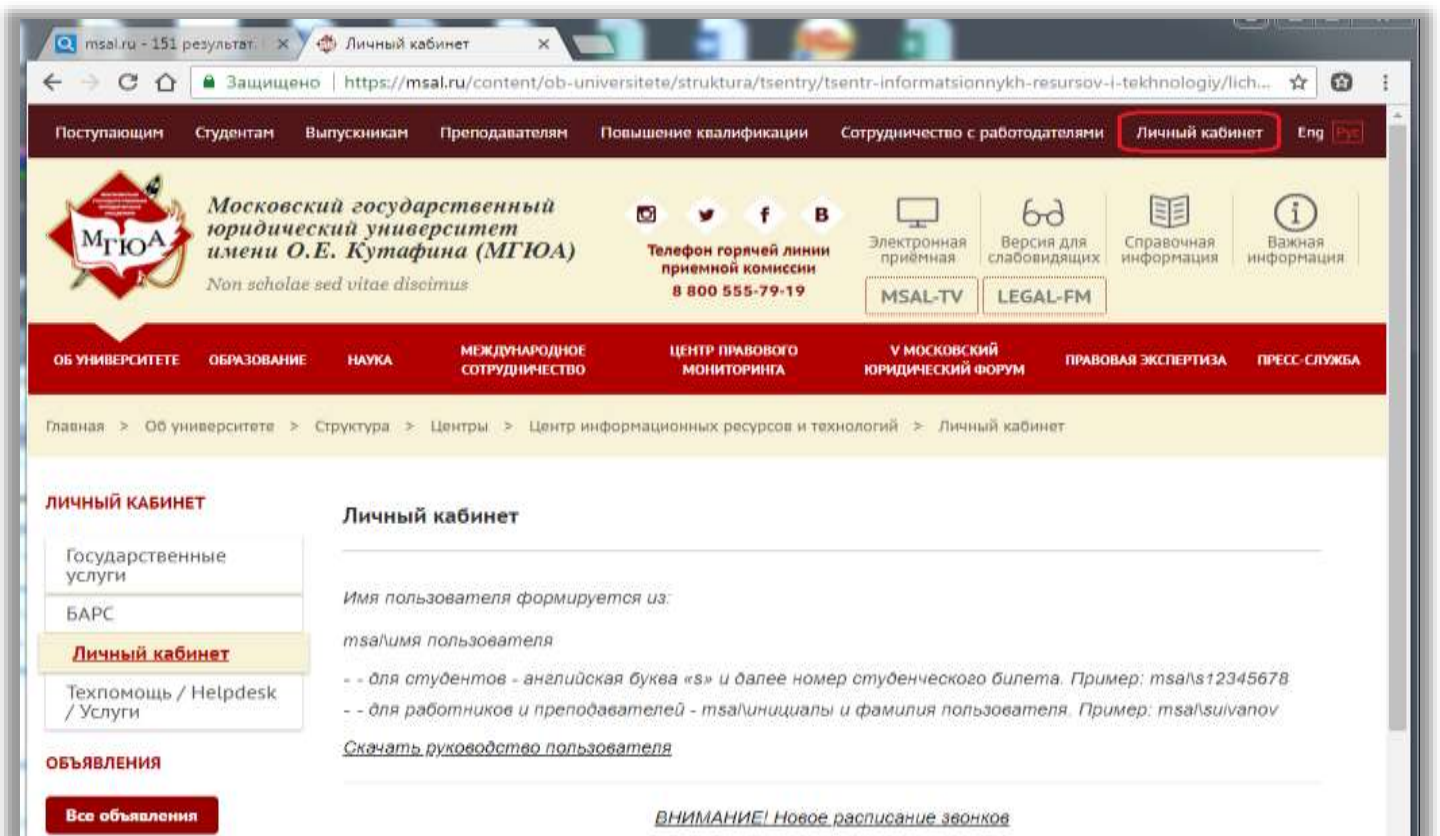 msal.ru - 151 результат
Личный кабинет
Защищено | https://msal.ru/content/ob-universitete/struktura/tsentry/tsentr-informatsionnykh-resursov-i-tekhnologiy/lich...
Поступающим Студентам Выпускникам Преподавателям Повышение квалификации Сотрудничество с работодателями Личный кабинет Eng Рус
МГЮА
Московский государственный
юридический университет
имени О.Е. Кутафина (МГЮА)
Non scholae sed vitae discimus
Телефон горячей линии
приемной комиссии
8 800 555-79-19
Электронная
приёмная
Версия для
слабовидящих
Справочная
информация
Важная
информация
MSAL-TV LEGAL-FM
ОБ УНИВЕРСИТЕТЕ
ОБРАЗОВАНИЕ
НАУКА
МЕЖДУНАРОДНОЕ
СОТРУДНИЧЕСТВО
ЦЕНТР ПРАВОВОГО
МОНИТОРИНГА
V МОСКОВСКИЙ
ЮРИДИЧЕСКИЙ ФОРУМ
ПРАВОВАЯ ЭКСПЕРТИЗА
ПРЕСС-СЛУЖБА
Главная > Об университете > Структура > Центры > Центр информационных ресурсов и технологий > Личный кабинет
ЛИЧНЫЙ КАБИНЕТ
Государственные
услуги
БАРС
Личный кабинет
Техпомощь / Helpdesk
/ Услуги
ОБЪЯВЛЕНИЯ
Все объявления
Личный кабинет
Имя пользователя формируется из:
msal\имя пользователя
- - для студентов - английская буква «s» и далее номер студенческого билета. Пример: msal\s12345678
- - для работников и преподавателей - msal\инициалы и фамилия пользователя. Пример: msal\suivanov
Скачать руководство пользователя
ВНИМАНИЕ! Новое расписание звонков